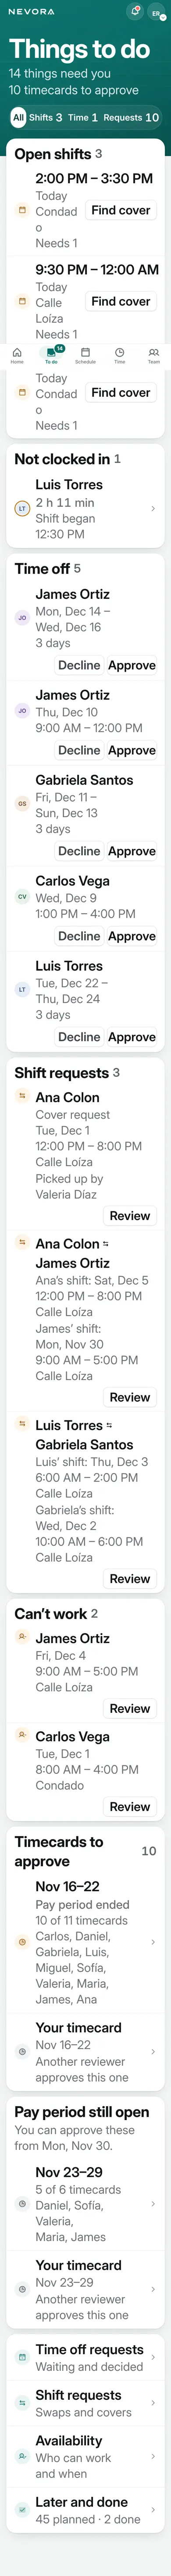 NEVORA
ER
Things to do
14 things need you
10 timecards to approve
All Shifts 3 Time 1 Requests 10
Open shifts 3
2:00 PM – 3:30 PM
Today
Condad
o
Needs 1
Find cover
9:30 PM – 12:00 AM
Today
Calle
Loíza
Needs 1
Find cover
14
Home
To do
Schedule
Time
Team
Today
Condad
o
Needs 1
Find cover
Not clocked in 1
LT
Luis Torres
2 h 11 min
Shift began
12:30 PM
Time off 5
JO
James Ortiz
Mon, Dec 14 –
Wed, Dec 16
3 days
Decline Approve
JO
James Ortiz
Thu, Dec 10
9:00 AM – 12:00 PM
Decline Approve
GS
Gabriela Santos
Fri, Dec 11 –
Sun, Dec 13
3 days
Decline Approve
CV
Carlos Vega
Wed, Dec 9
1:00 PM – 4:00 PM
Decline Approve
LT
Luis Torres
Tue, Dec 22 –
Thu, Dec 24
3 days
Decline Approve
Shift requests 3
Ana Colon
Cover request
Tue, Dec 1
12:00 PM – 8:00 PM
Calle Loíza
Picked up by
Valeria Díaz
Review
Ana Colon
James Ortiz
Ana’s shift: Sat, Dec 5
12:00 PM – 8:00 PM
Calle Loíza
James’ shift:
Mon, Nov 30
9:00 AM – 5:00 PM
Calle Loíza
Review
Luis Torres
Gabriela Santos
Luis’ shift: Thu, Dec 3
6:00 AM – 2:00 PM
Calle Loíza
Gabriela’s shift:
Wed, Dec 2
10:00 AM – 6:00 PM
Calle Loíza
Review
Can’t work 2
James Ortiz
Fri, Dec 4
9:00 AM – 5:00 PM
Calle Loíza
Review
Carlos Vega
Tue, Dec 1
8:00 AM – 4:00 PM
Condado
Review
Timecards to
approve
10
Nov 16–22
Pay period ended
10 of 11 timecards
Carlos, Daniel,
Gabriela, Luis,
Miguel, Sofía,
Valeria, Maria,
James, Ana
Your timecard
Nov 16–22
Another reviewer
approves this one
Pay period still open
You can approve these
from Mon, Nov 30.
Nov 23–29
5 of 6 timecards
Daniel, Sofía,
Valeria,
Maria, James
Your timecard
Nov 23–29
Another reviewer
approves this one
Time off requests
Waiting and decided
Shift requests
Swaps and covers
Availability
Who can work
and when
Later and done
45 planned · 2 done